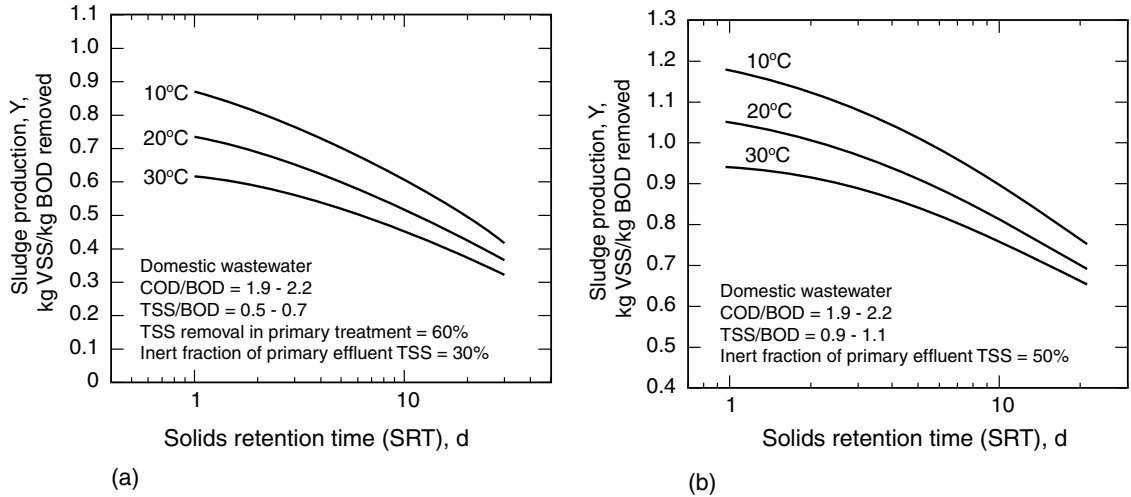 Sludge production, Y,
kg VSS/kg BOD removed
1.1
1.0
0.9
0.8
0.7
0.6
0.5
0.4
0.3
0.2
0.1
0
10°C
20°C
30°C
Domestic wastewater
COD/BOD = 1.9 - 2.2
TSS/BOD = 0.5 - 0.7
TSS removal in primary treatment = 60%
Inert fraction of primary effluent TSS = 30%
1 10
Solids retention time (SRT), d
(a)
Sludge production, Y,
kg VSS/kg BOD removed
1.3
1.2
1.1
1.0
0.9
0.8
0.7
0.6
0.5
0.4
10°C
20°C
30°C
Domestic wastewater
COD/BOD = 1.9 - 2.2
TSS/BOD = 0.9 - 1.1
Inert fraction of primary effluent TSS = 50%
1 10
Solids retention time (SRT), d
(b)